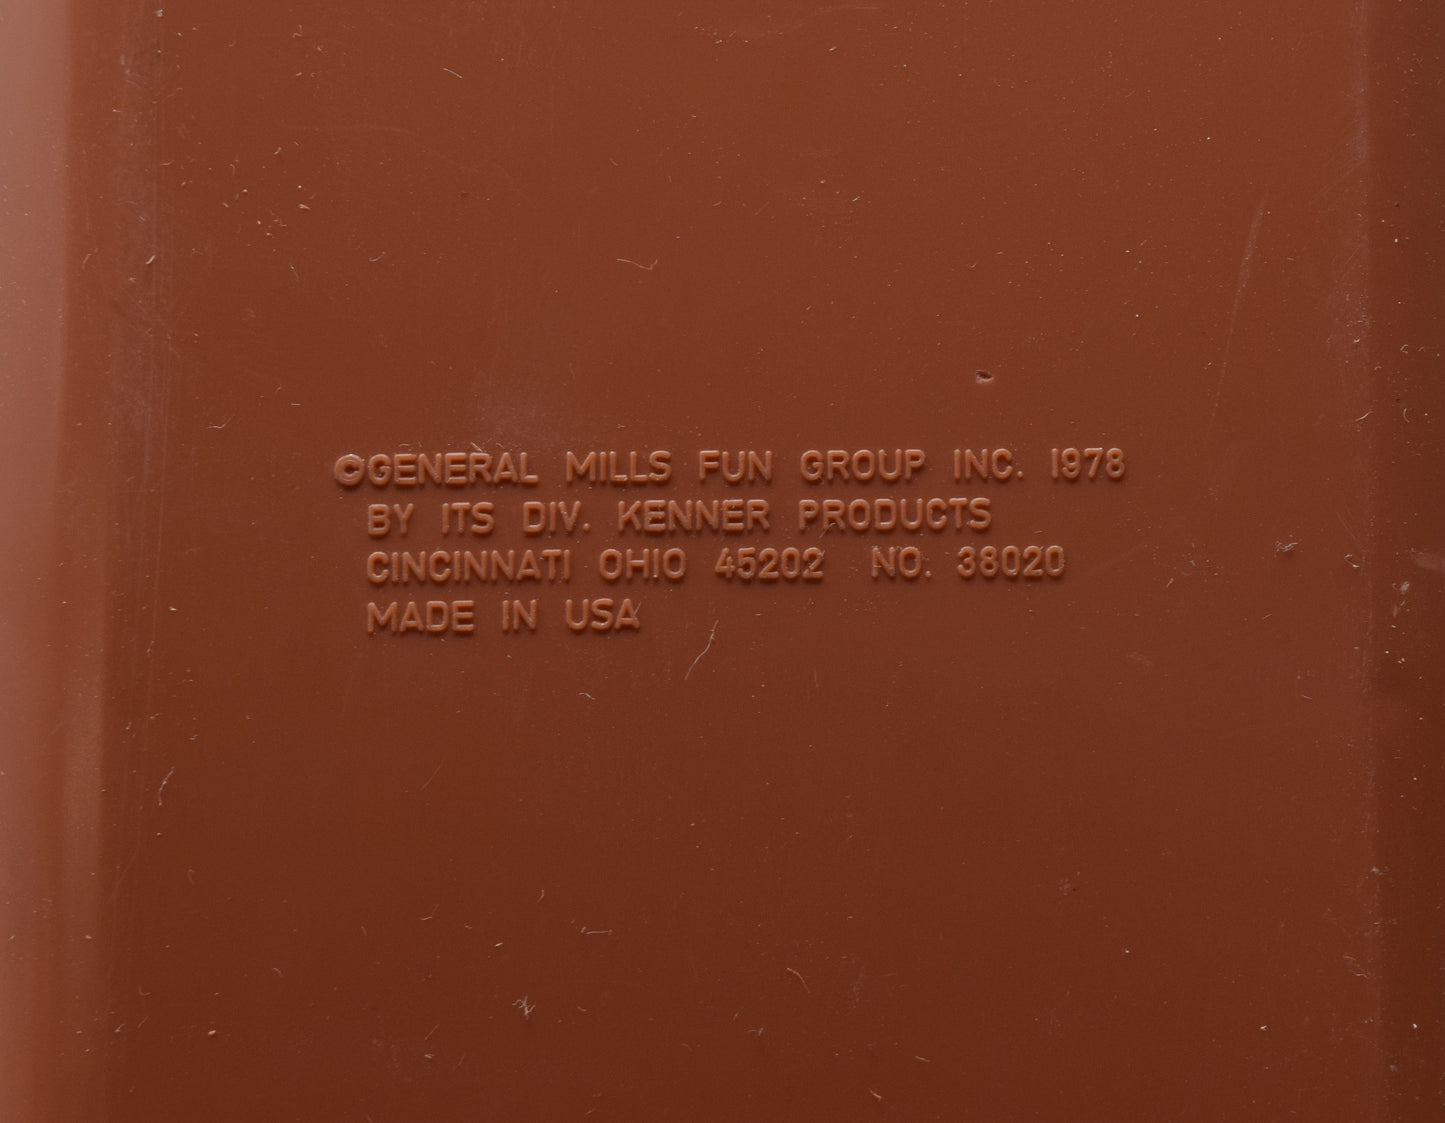 ©GENERAL MILLS FUN GROUP INC. 1978
BY ITS DIV. KENNER PRODUCTS
CINCINNATI OHIO 45202 NO. 38020
MADE IN USA